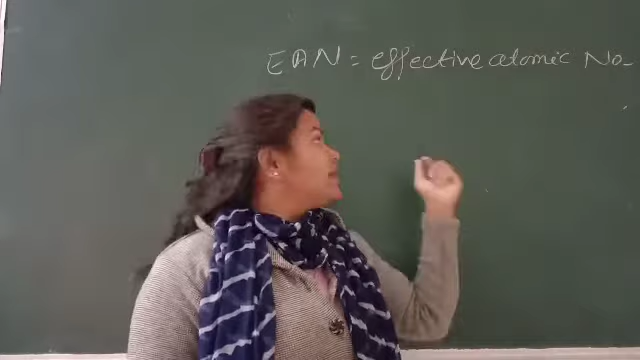 EAN = effective atomic No-